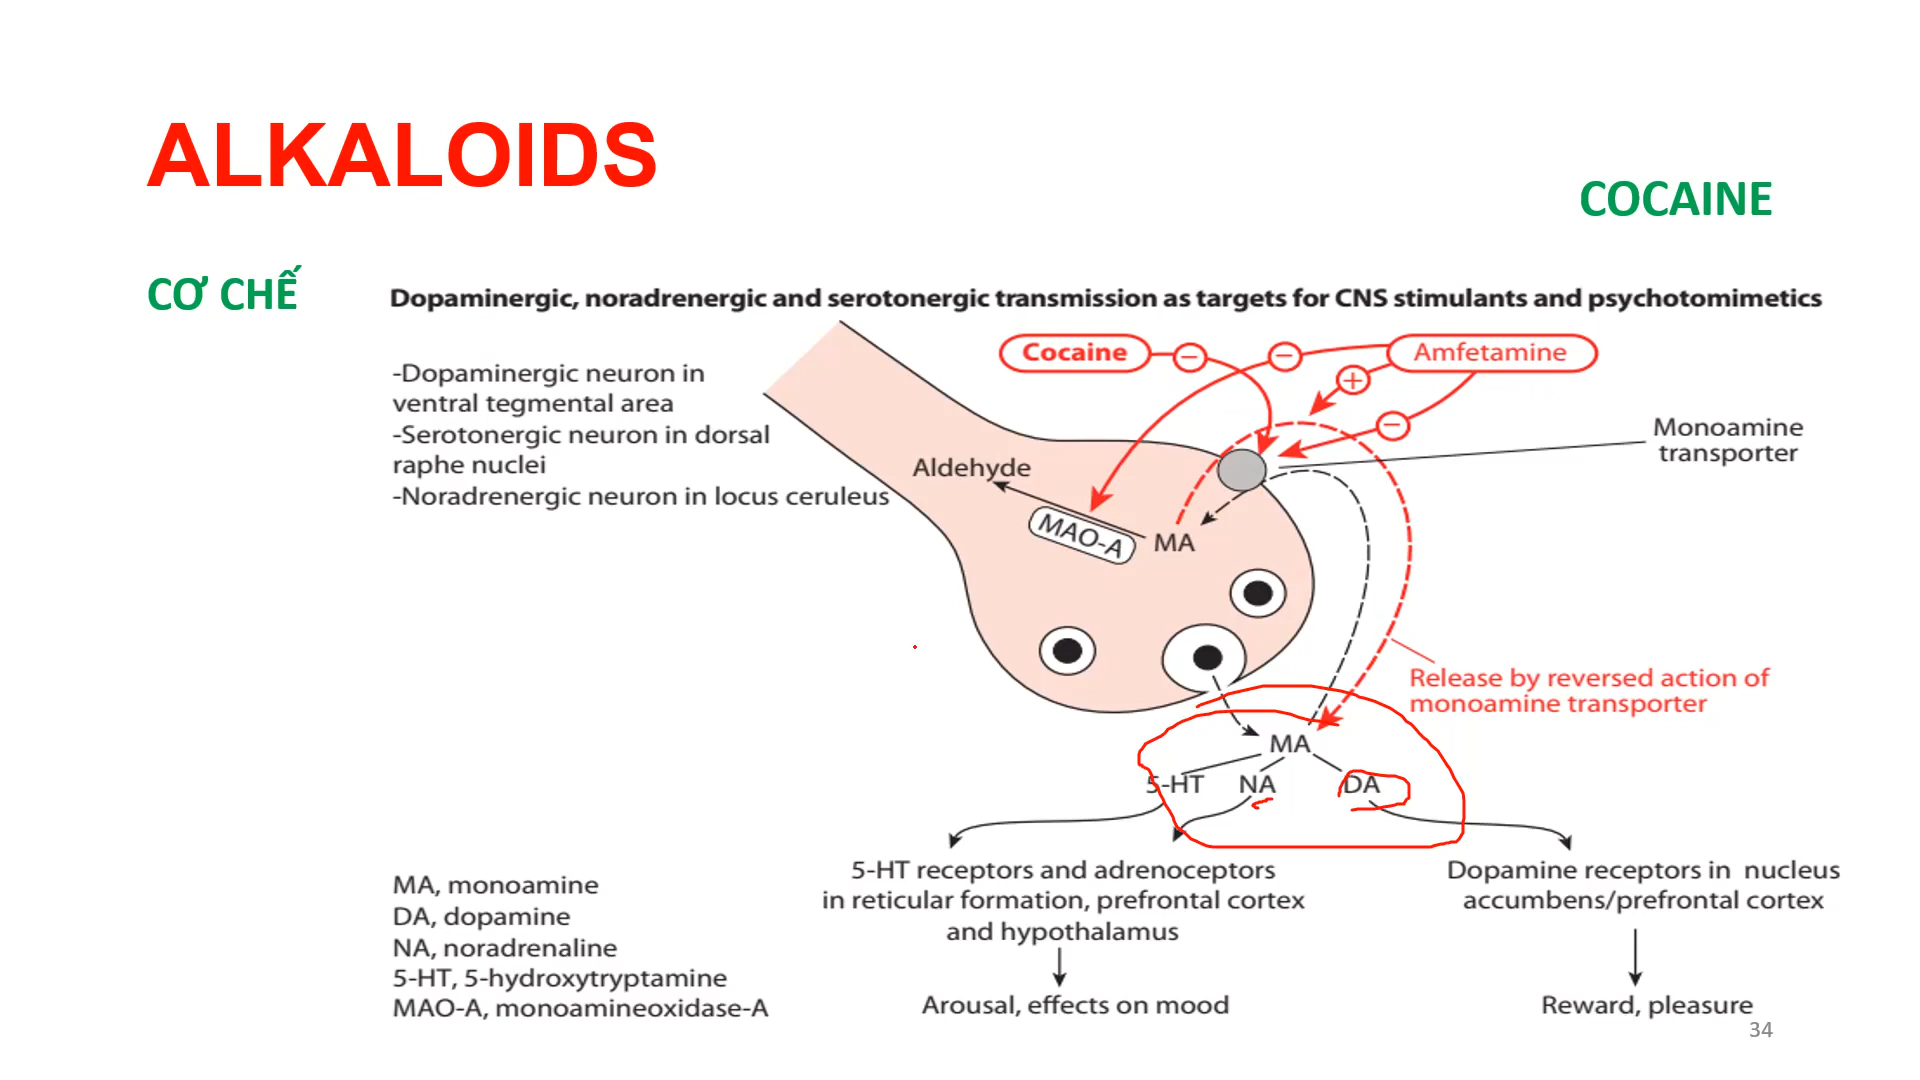 ALKALOIDS
COCAINE
CƠ CHẾ
Dopaminergic, noradrenergic and serotonergic transmission as targets for CNS stimulants and psychotomimetics
-Dopaminergic neuron in
ventral tegmental area
-Serotonergic neuron in dorsal
raphe nuclei
-Noradrenergic neuron in locus ceruleus
Cocaine
−
−
Amfetamine
+
−
Monoamine
transporter
Aldehyde
MAO-A
MA
Release by reversed action of
monoamine transporter
MA
5-HT NA DA
5-HT receptors and adrenoceptors
in reticular formation, prefrontal cortex
and hypothalamus
Arousal, effects on mood
Dopamine receptors in nucleus
accumbens/prefrontal cortex
Reward, pleasure
MA, monoamine
DA, dopamine
NA, noradrenaline
5-HT, 5-hydroxytryptamine
MAO-A, monoamineoxidase-A
34